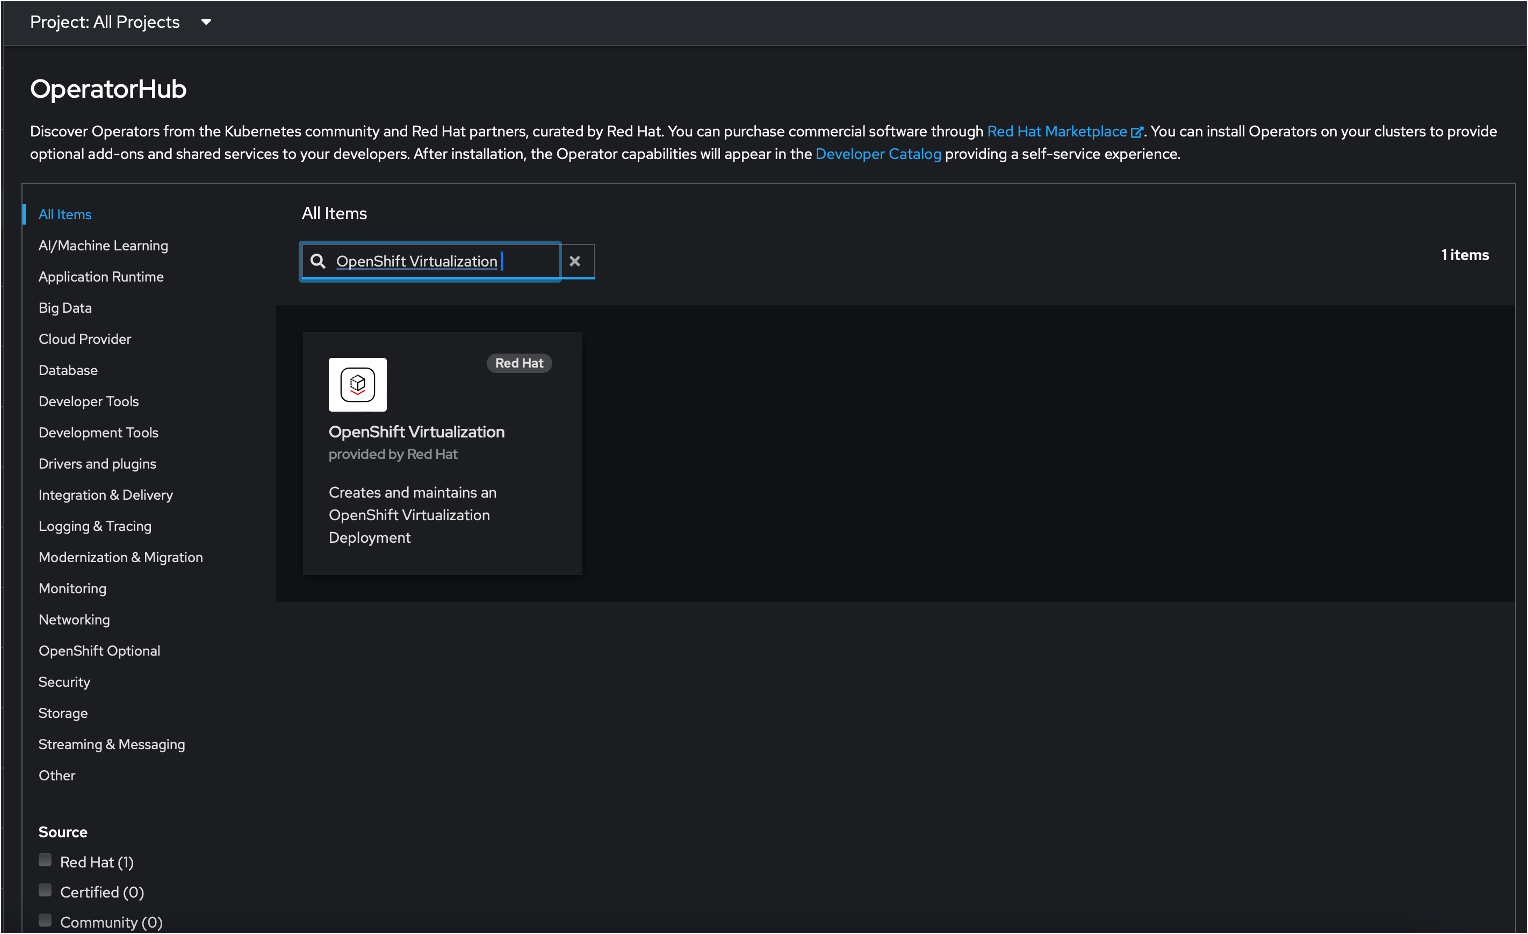 Project: All Projects
OperatorHub
Discover Operators from the Kubernetes community and Red Hat partners, curated by Red Hat. You can purchase commercial software through Red Hat Marketplace. You can install Operators on your clusters to provide
optional add-ons and shared services to your developers. After installation, the Operator capabilities will appear in the Developer Catalog providing a self-service experience.
All Items
AI/Machine Learning
Application Runtime
Big Data
Cloud Provider
Database
Developer Tools
Development Tools
Drivers and plugins
Integration & Delivery
Logging & Tracing
Modernization & Migration
Monitoring
Networking
OpenShift Optional
Security
Storage
Streaming & Messaging
Other
Source
Red Hat (1)
Certified (0)
Community (0)
All Items
OpenShift Virtualization
1 items
Red Hat
OpenShift Virtualization
provided by Red Hat
Creates and maintains an
OpenShift Virtualization
Deployment